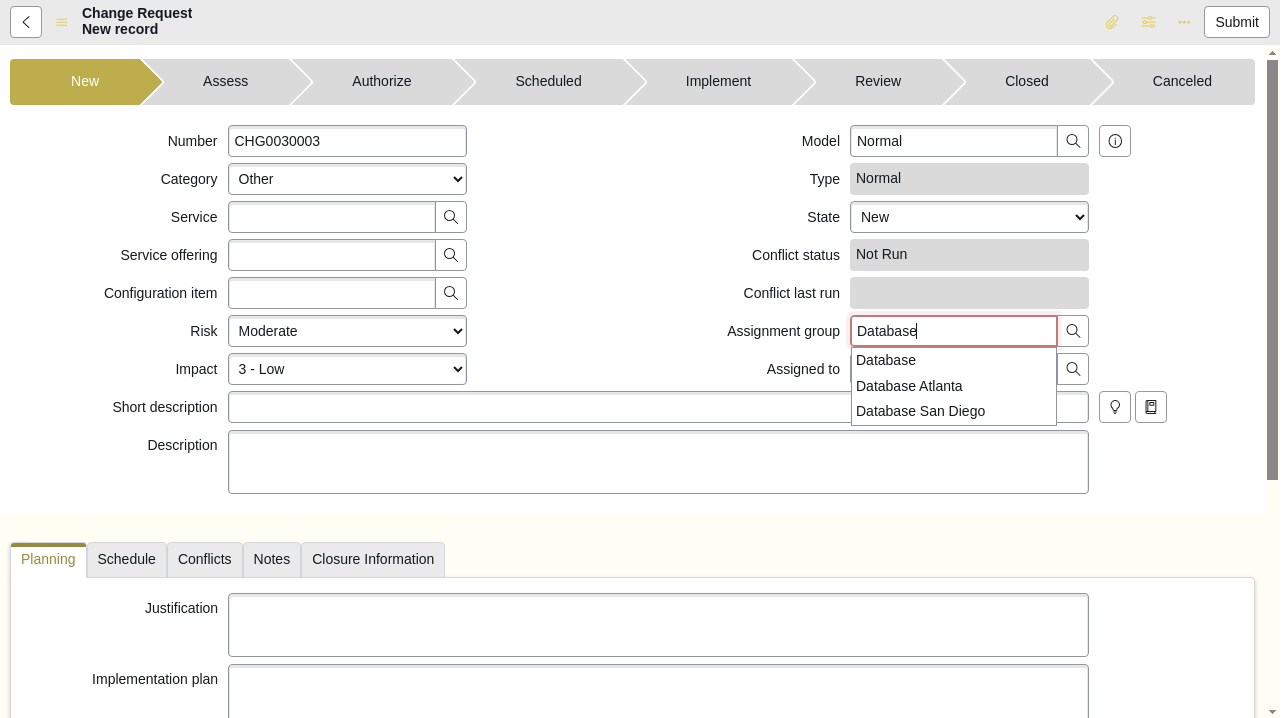 Change Request
New record
Submit
New
Assess
Authorize
Scheduled
Implement
Review
Closed
Canceled
Number
CHG0030003
Model
Normal
Category
Other
Type
Normal
Service
State
New
Service offering
Conflict status
Not Run
Configuration item
Conflict last run
Risk
Moderate
Assignment group
Database
Database
Database Atlanta
Database San Diego
Impact
3 - Low
Assigned to
Short description
Description
Planning
Schedule
Conflicts
Notes
Closure Information
Justification
Implementation plan